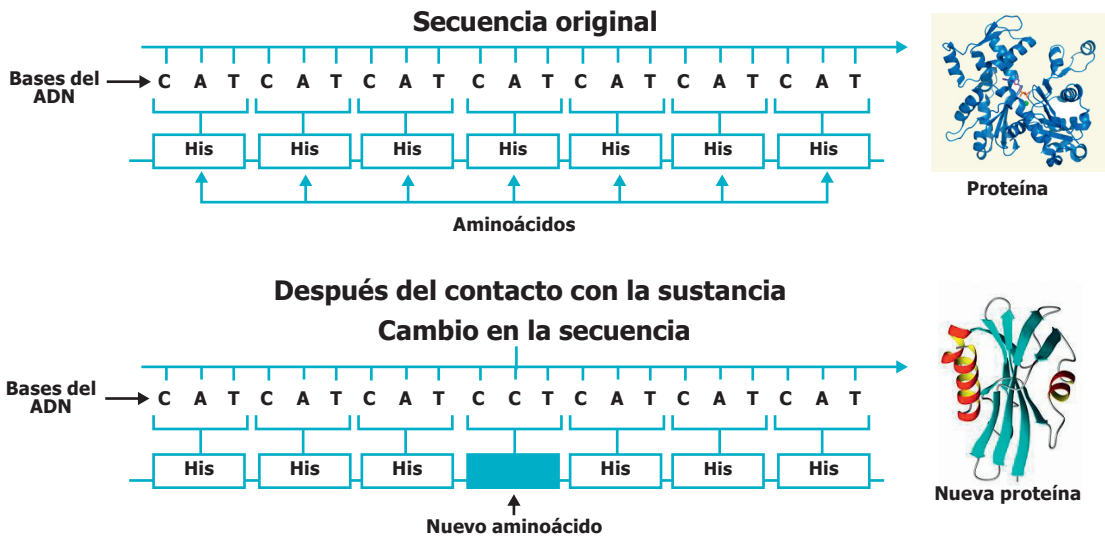 Secuencia original
Bases del
ADN
C A T C A T C A T C A T C A T C A T C A T
His His His His His His His
Aminoácidos
Proteína
Después del contacto con la sustancia
Cambio en la secuencia
Bases del
ADN
C A T C A T C A T C C T C A T C A T C A T
His His His His His His
Nuevo aminoácido
Nueva proteína